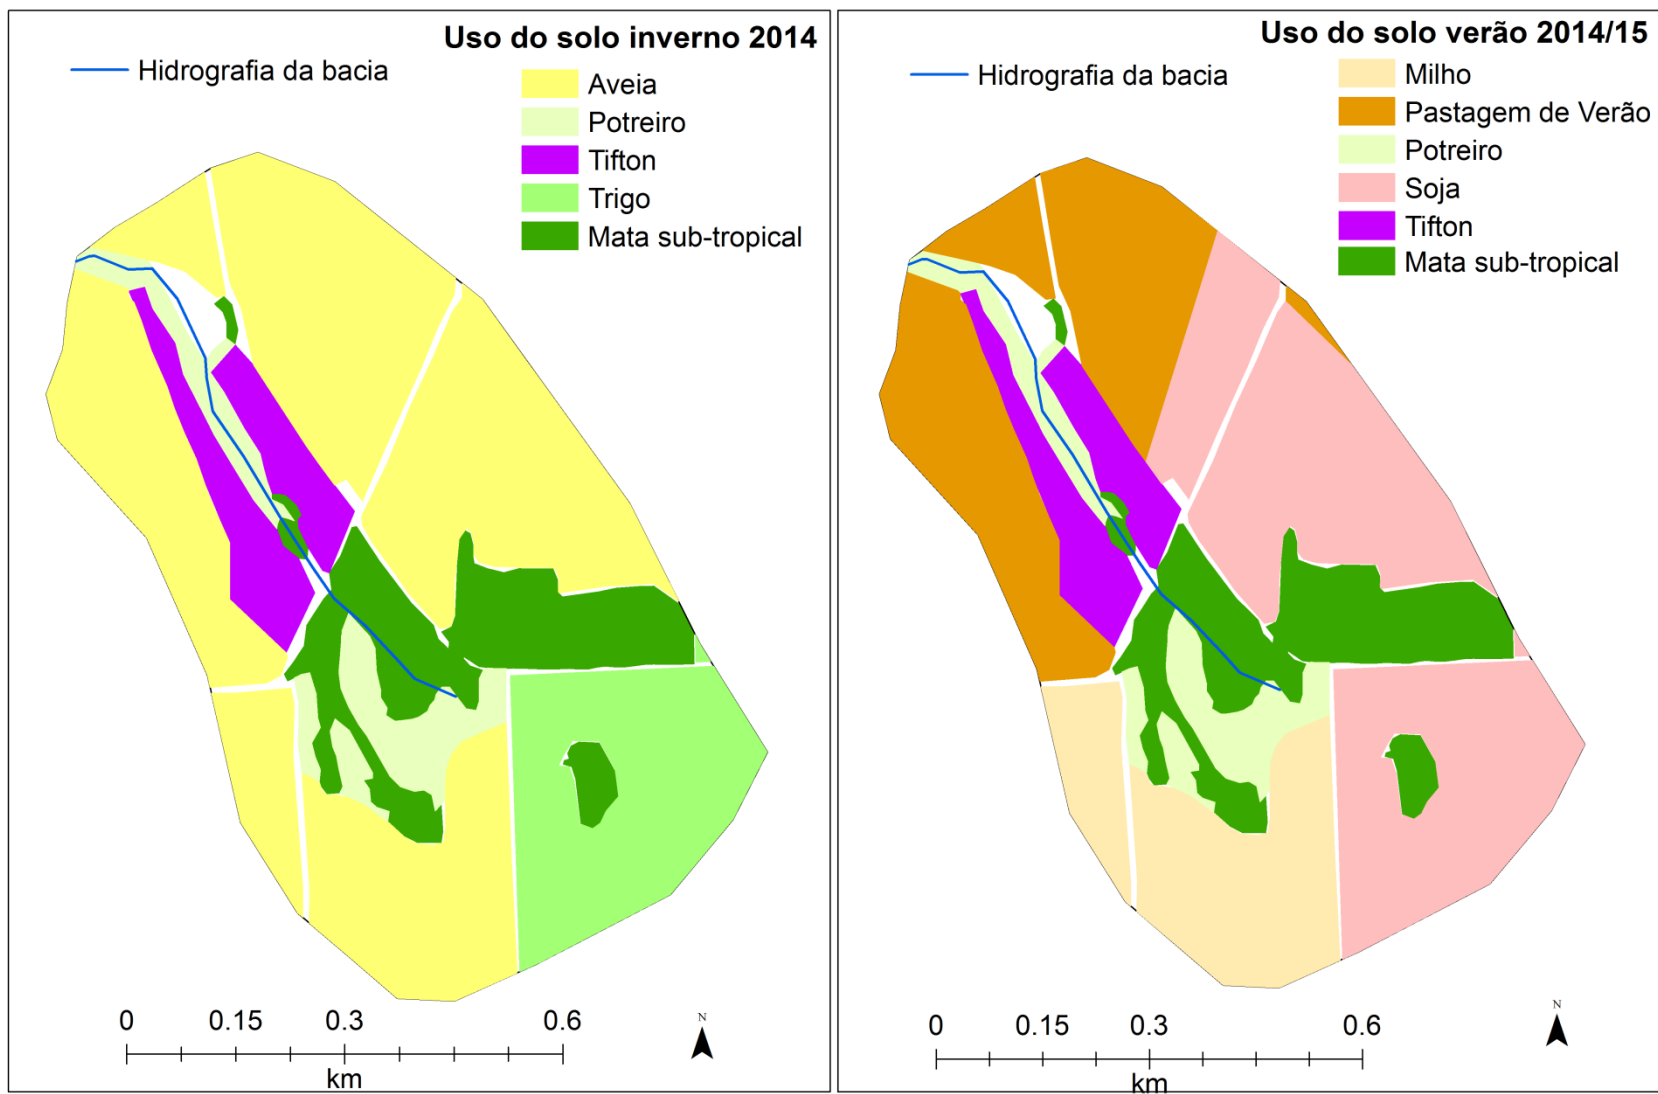 Uso do solo inverno 2014
Hidrografia da bacia
Aveia
Potreiro
Tifton
Trigo
Mata sub-tropical
0 0.15 0.3 0.6
km
N
Uso do solo verão 2014/15
Hidrografia da bacia
Milho
Pastagem de Verão
Potreiro
Soja
Tifton
Mata sub-tropical
0 0.15 0.3 0.6
km
N